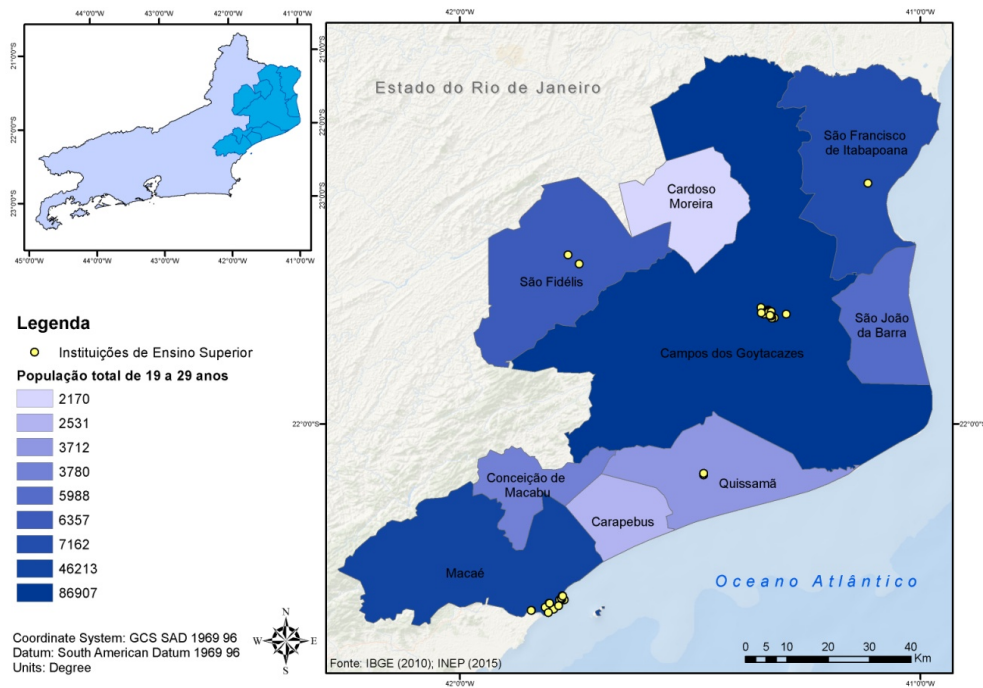 42°0'0"W
41°0'0"W
44°0'0"W
43°0'0"W
42°0'0"W
41°0'0"W
21°0'0"S
22°0'0"S
23°0'0"S
21°0'0"S
22°0'0"S
23°0'0"S
45°0'0"W
44°0'0"W
43°0'0"W
42°0'0"W
41°0'0"W
Estado do Rio de Janeiro
São Francisco
de Itabapoana
Cardoso
Moreira
São Fidélis
São João
da Barra
Campos dos Goytacazes
22°0'0"S
22°0'0"S
Conceição de
Macabu
Quissamã
Carapebus
Macaé
Oceano Atlântico
Legenda
Instituições de Ensino Superior
População total de 19 a 29 anos
2170
2531
3712
3780
5988
6357
7162
46213
86907
Coordinate System: GCS SAD 1969 96
Datum: South American Datum 1969 96
Units: Degree
N
W
E
S
Fonte: IBGE (2010); INEP (2015)
0 5 10 20 30 40
Km
42°0'0"W
41°0'0"W